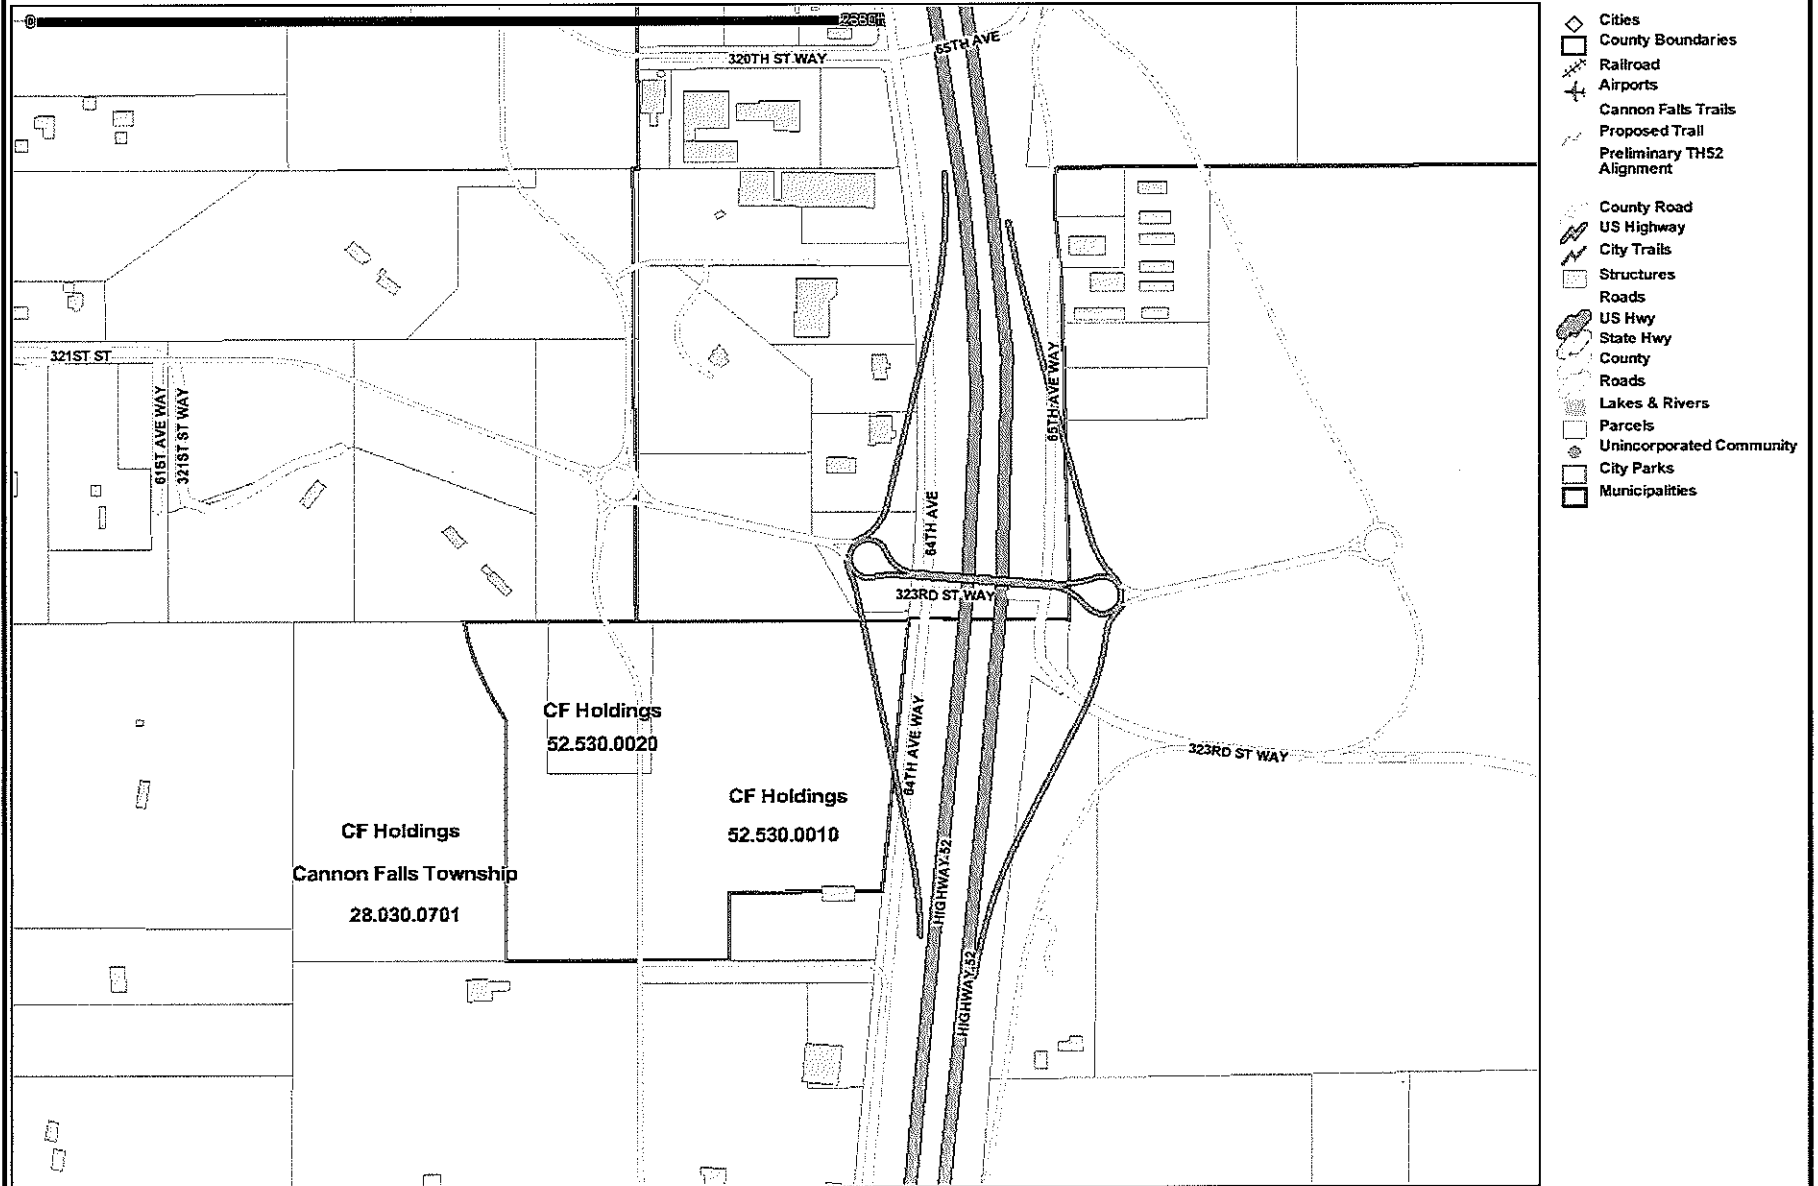 0
320TH ST WAY
65TH AVE
321ST ST
61ST AVE WAY
321ST ST WAY
65TH AVE WAY
64TH AVE
323RD ST WAY
CF Holdings
52.530.0020
64TH AVE WAY
323RD ST WAY
CF Holdings
52.530.0010
CF Holdings
Cannon Falls Township
28.030.0701
HIGHWAY 52
HIGHWAY 52
Cities
County Boundaries
Railroad
Airports
Cannon Falls Trails
Proposed Trail
Preliminary TH52
Alignment
County Road
US Highway
City Trails
Structures
Roads
US Hwy
State Hwy
County
Roads
Lakes & Rivers
Parcels
Unincorporated Community
City Parks
Municipalities